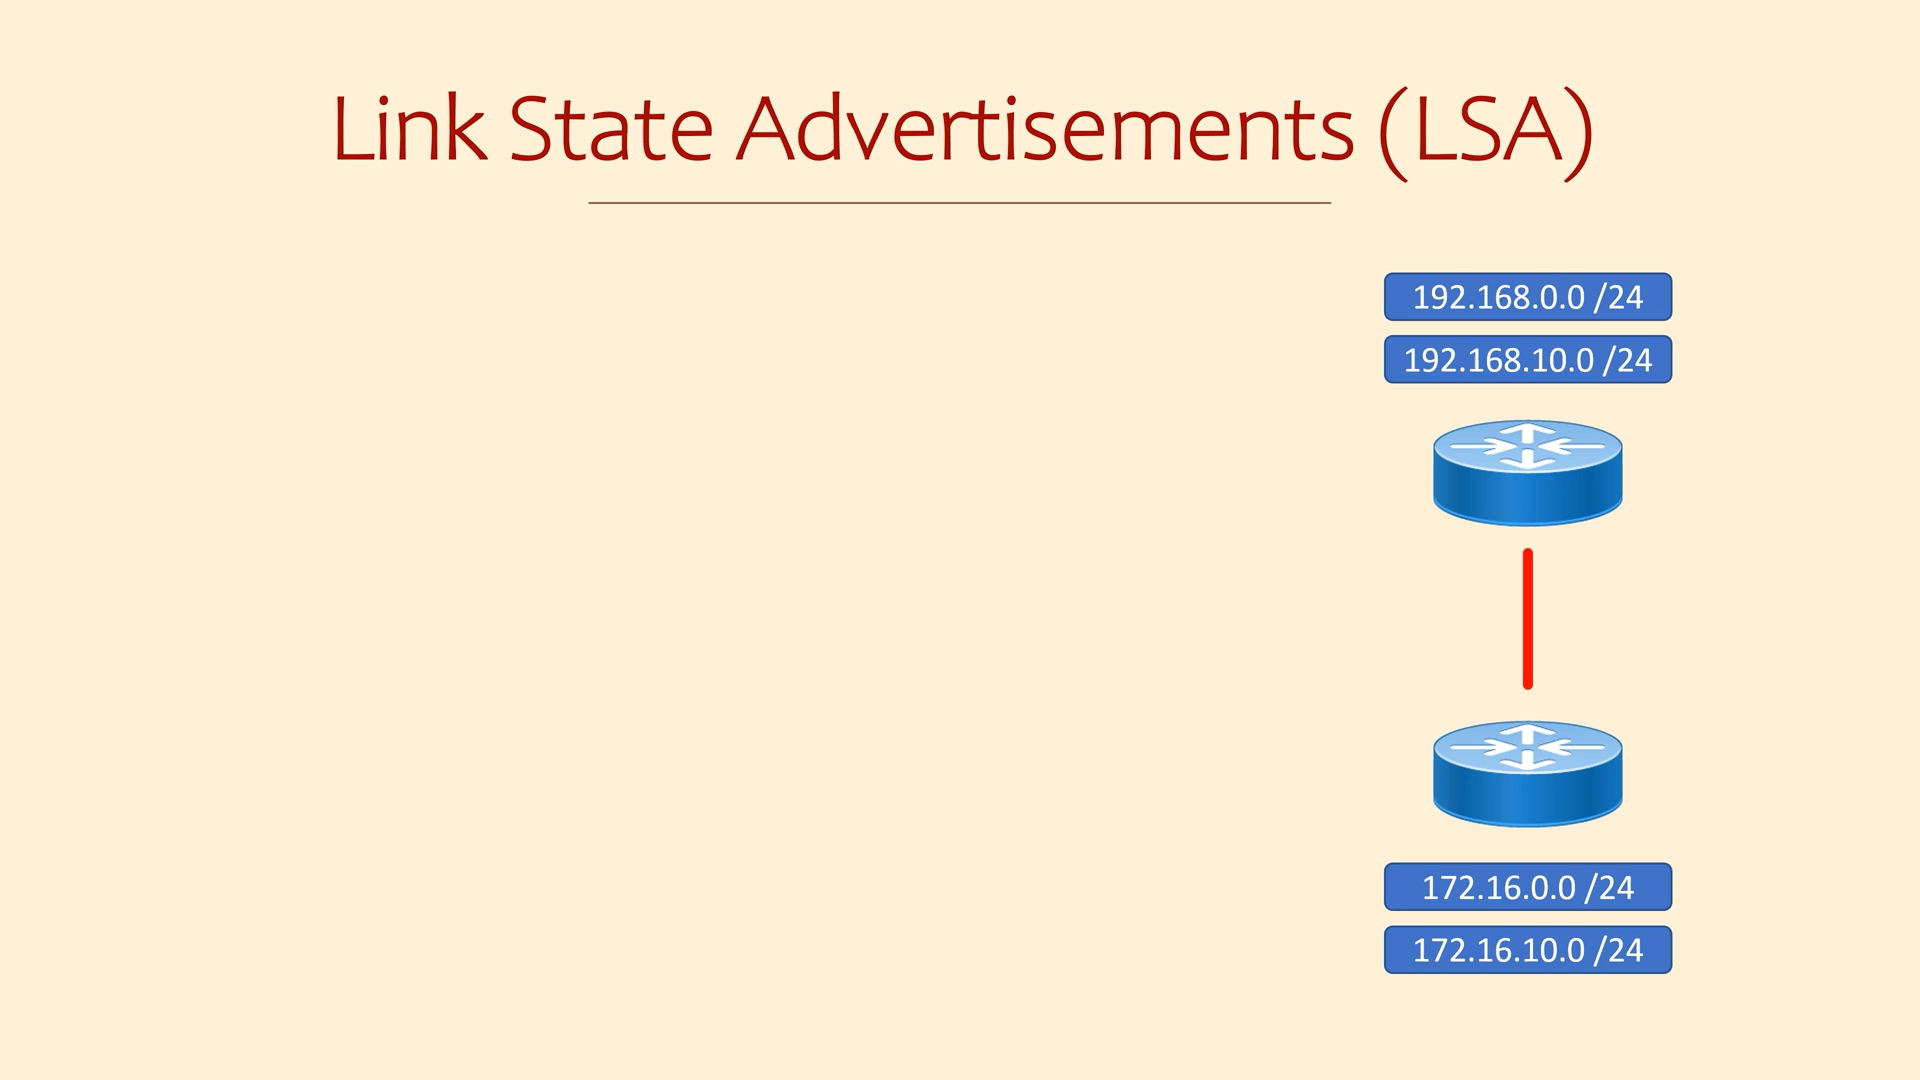 Link State Advertisements (LSA)
192.168.0.0 /24
192.168.10.0 /24
172.16.0.0 /24
172.16.10.0 /24